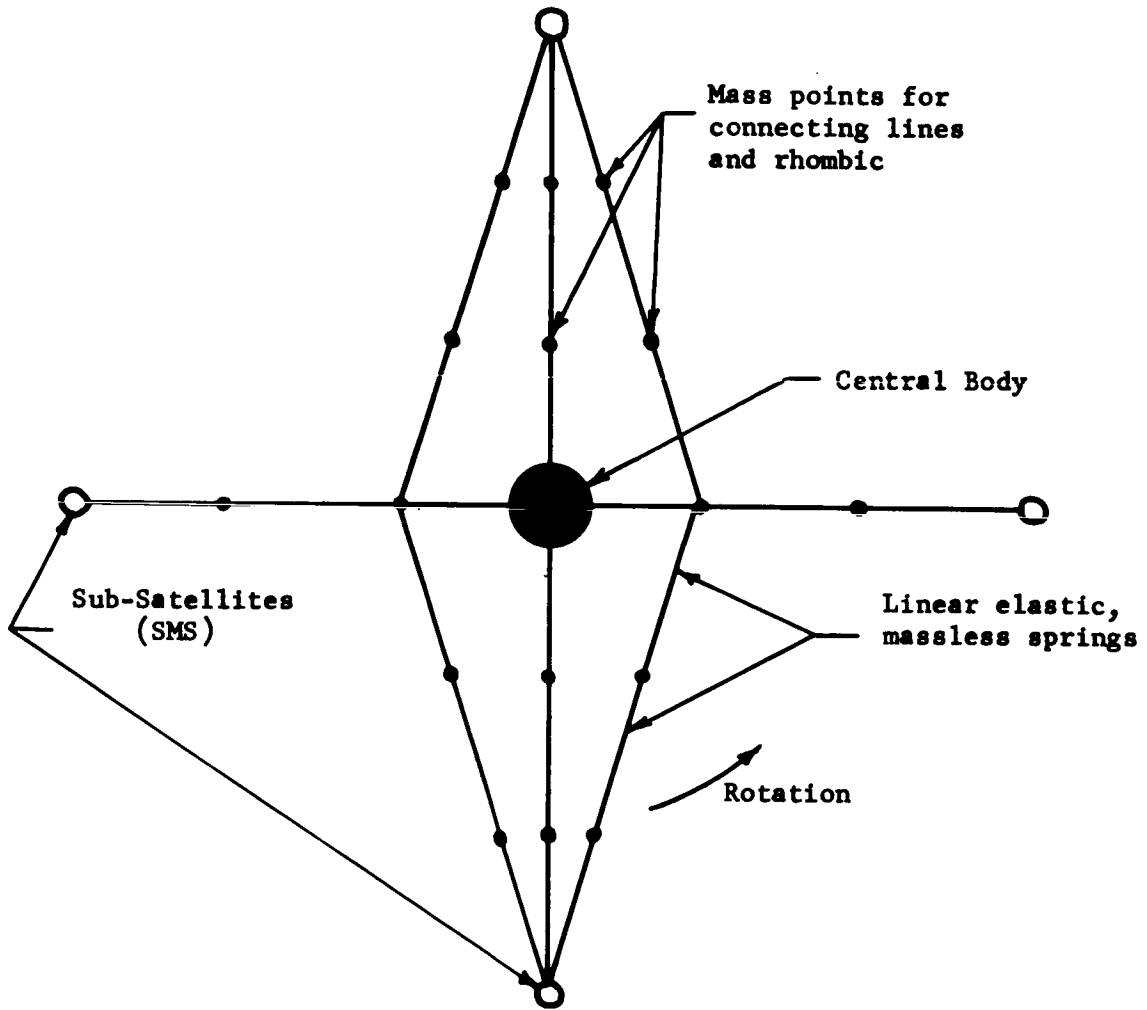 Mass points for
connecting lines
and rhombic
Central Body
Sub-Satellites
(SMS)
Linear elastic,
massless springs
Rotation